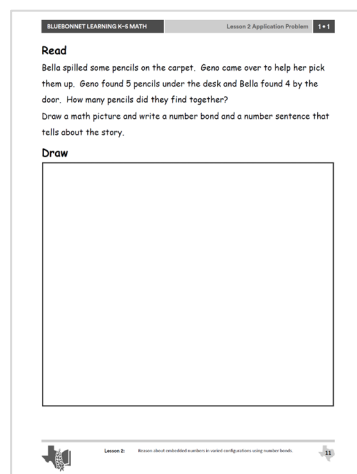 BLUEBONNET LEARNING K–5 MATH Lesson 2 Application Problem 1•1
Read
Bella spilled some pencils on the carpet. Geno came over to help her pick
them up. Geno found 5 pencils under the desk and Bella found 4 by the
door. How many pencils did they find together?
Draw a math picture and write a number bond and a number sentence that
tells about the story.
Draw
Lesson 2: Reason about embedded numbers in varied configurations using number bonds.
11